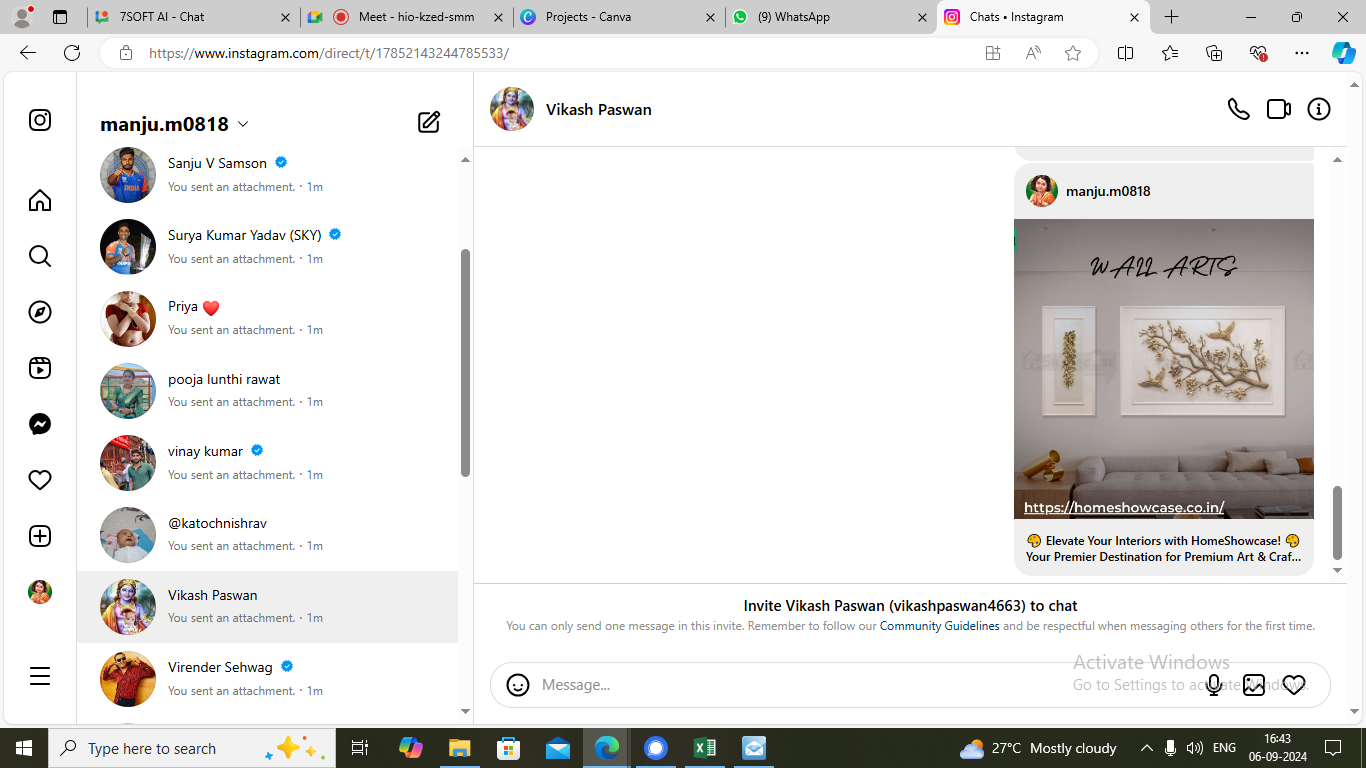 7SOFT AI - Chat
Meet - hio-kzed-smm
Projects - Canva
(9) WhatsApp
Chats • Instagram
https://www.instagram.com/direct/t/17852143244785533/
manju.m0818
Sanju V Samson
You sent an attachment. · 1m
Surya Kumar Yadav (SKY)
You sent an attachment. · 1m
Priya ❤️
You sent an attachment. · 1m
pooja lunthi rawat
You sent an attachment. · 1m
vinay kumar
You sent an attachment. · 1m
@katochnishrav
You sent an attachment. · 1m
Vikash Paswan
You sent an attachment. · 1m
Virender Sehwag
You sent an attachment. · 1m
Vikash Paswan
manju.m0818
WALL ARTS
https://homeshowcase.co.in/
🎨 Elevate Your Interiors with HomeShowcase! 🎨
Your Premier Destination for Premium Art & Craf...
Invite Vikash Paswan (vikashpaswan4663) to chat
You can only send one message in this invite. Remember to follow our Community Guidelines and be respectful when messaging others for the first time.
Message...
Activate Windows
Go to Settings to activate Windows.
Type here to search
27°C Mostly cloudy
ENG
16:43
06-09-2024